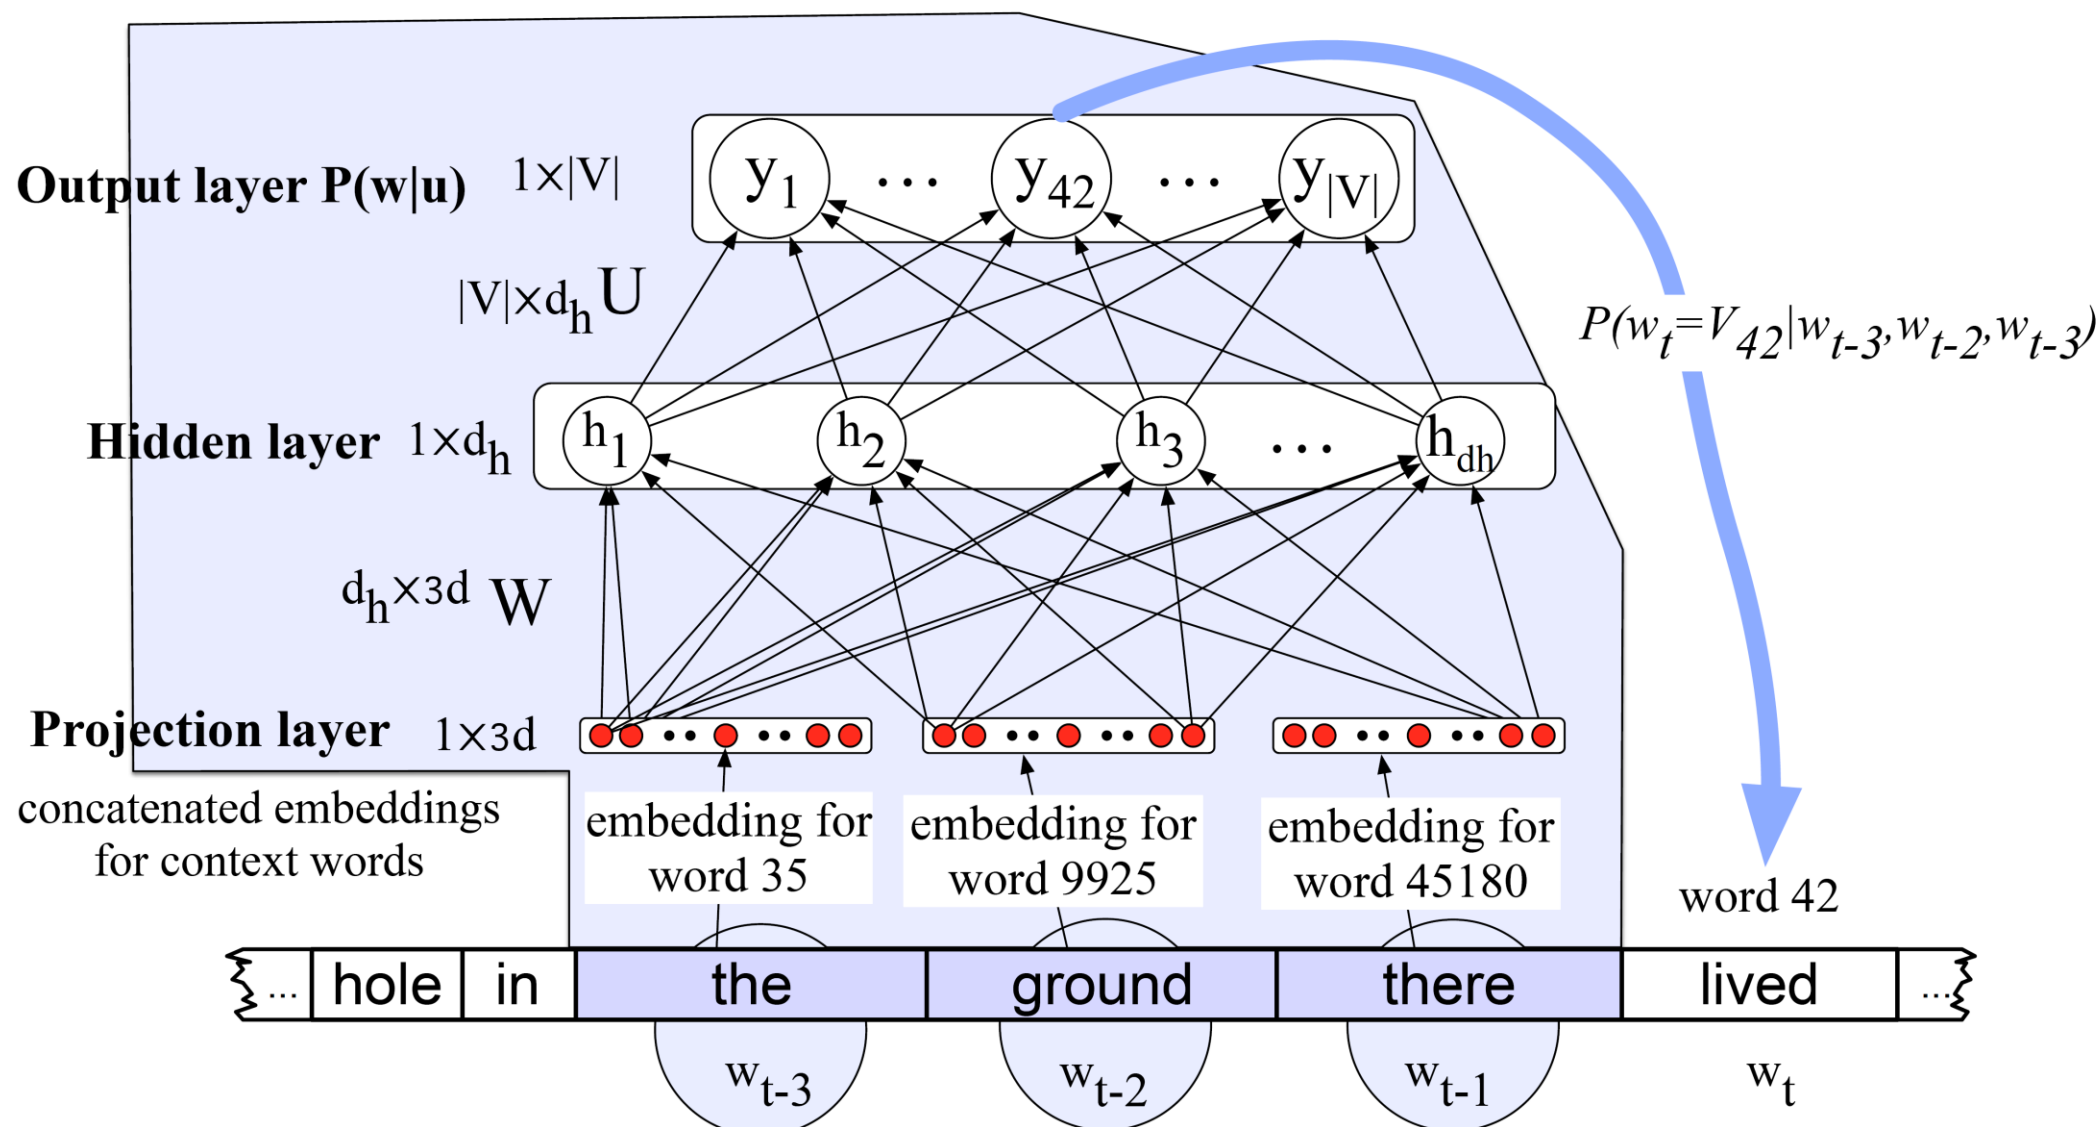 Output layer P(w|u) 1×|V| y1 ... y42 ... y|V|
|V|×dh U
P(wt=V42|wt-3,wt-2,wt-3)
Hidden layer 1×dh h1 h2 h3 ... hdh
dh×3d W
Projection layer 1×3d
concatenated embeddings
for context words
embedding for
word 35
embedding for
word 9925
embedding for
word 45180
word 42
... hole in the ground there lived ...
wt-3 wt-2 wt-1 wt